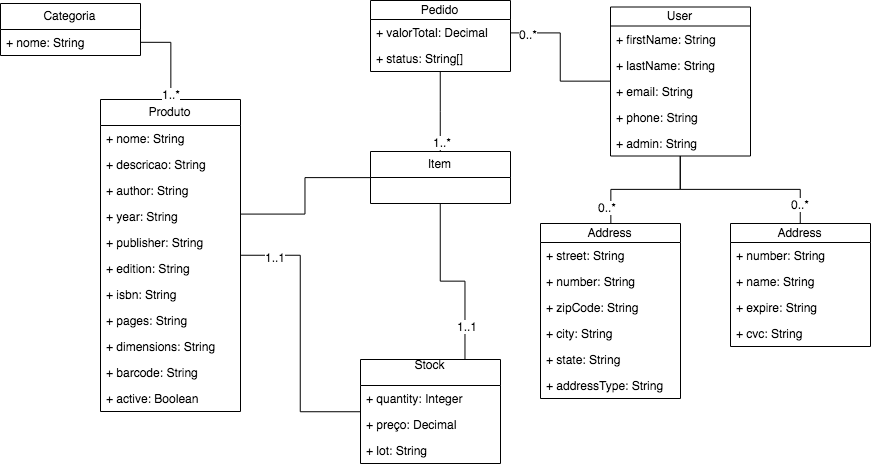 Categoria
+ nome: String
1..*
Produto
+ nome: String
+ descricao: String
+ author: String
+ year: String
+ publisher: String
+ edition: String
+ isbn: String
+ pages: String
+ dimensions: String
+ barcode: String
+ active: Boolean
1..1
Pedido
+ valorTotal: Decimal
+ status: String[]
0..*
1..*
Item
1..1
Stock
+ quantity: Integer
+ preço: Decimal
+ lot: String
User
+ firstName: String
+ lastName: String
+ email: String
+ phone: String
+ admin: String
0..*
Address
+ street: String
+ number: String
+ zipCode: String
+ city: String
+ state: String
+ addressType: String
0..*
Address
+ number: String
+ name: String
+ expire: String
+ cvc: String